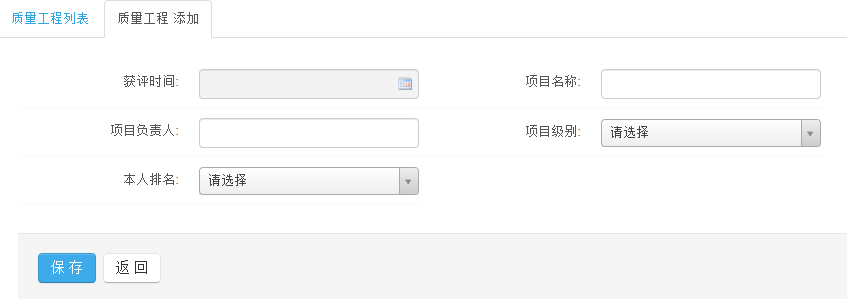 质量工程列表 质量工程 添加
获评时间: 项目名称:
项目负责人: 项目级别: 请选择
本人排名: 请选择
保 存 返 回